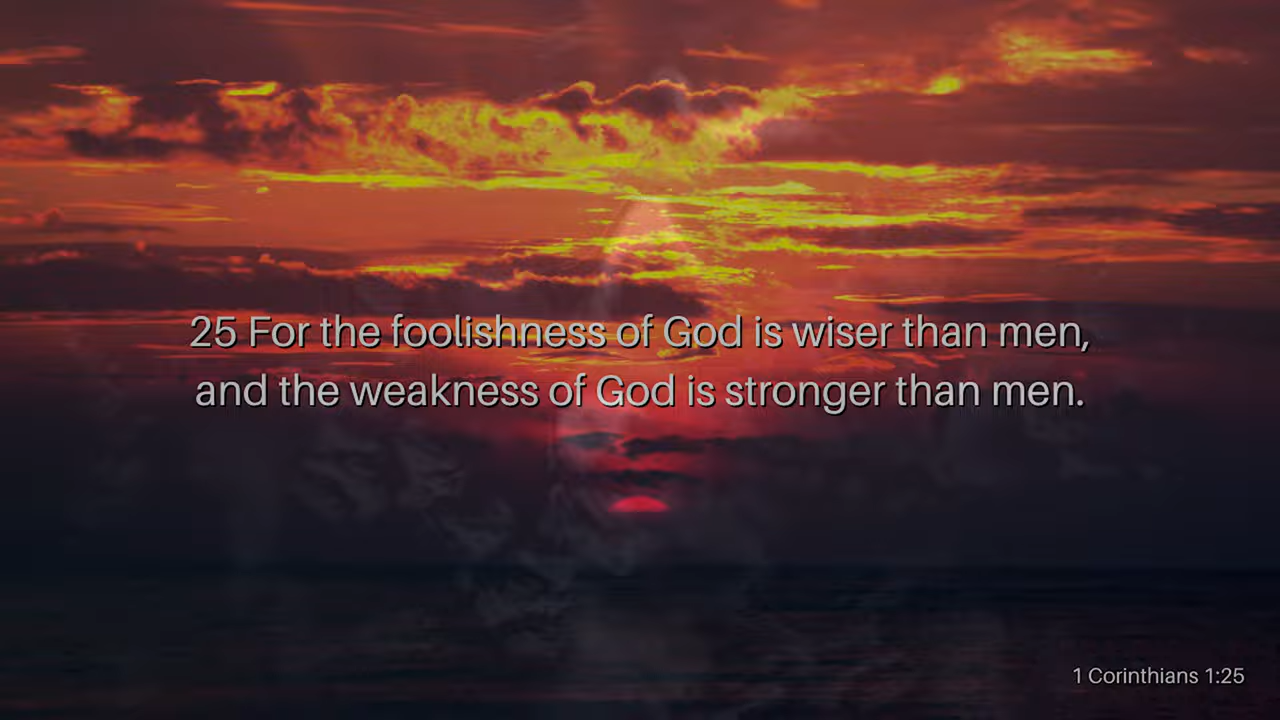 25 For the foolishness of God is wiser than men,
and the weakness of God is stronger than men.
1 Corinthians 1:25